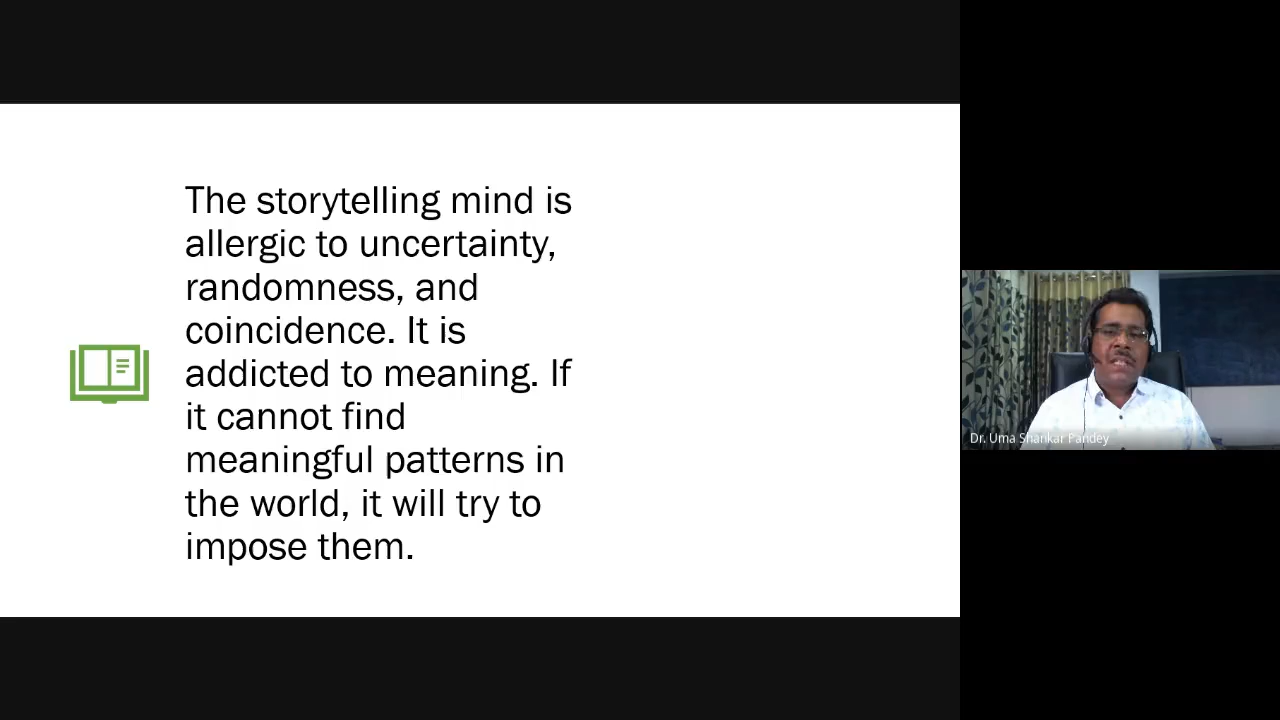 The storytelling mind is
allergic to uncertainty,
randomness, and
coincidence. It is
addicted to meaning. If
it cannot find
meaningful patterns in
the world, it will try to
impose them.
Dr. Uma Shankar Pandey